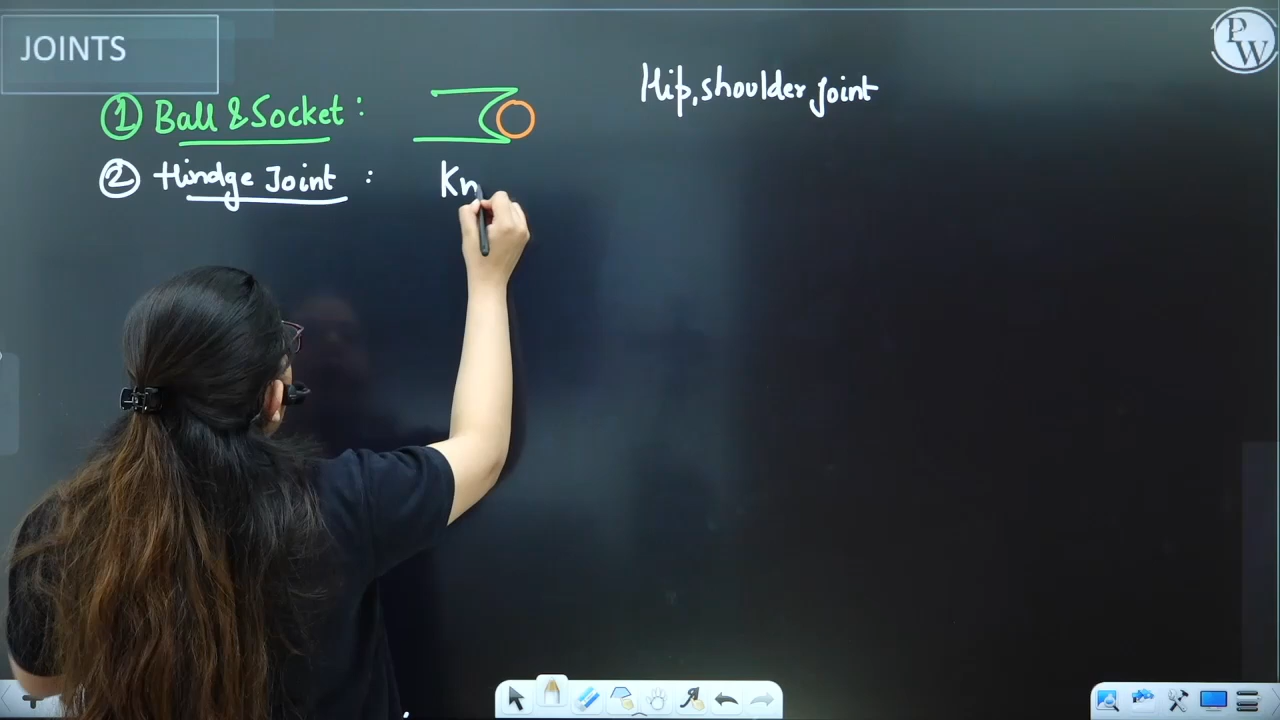 JOINTS
PW
① Ball & Socket :
Hip, shoulder joint
② Hindge Joint :
Kn